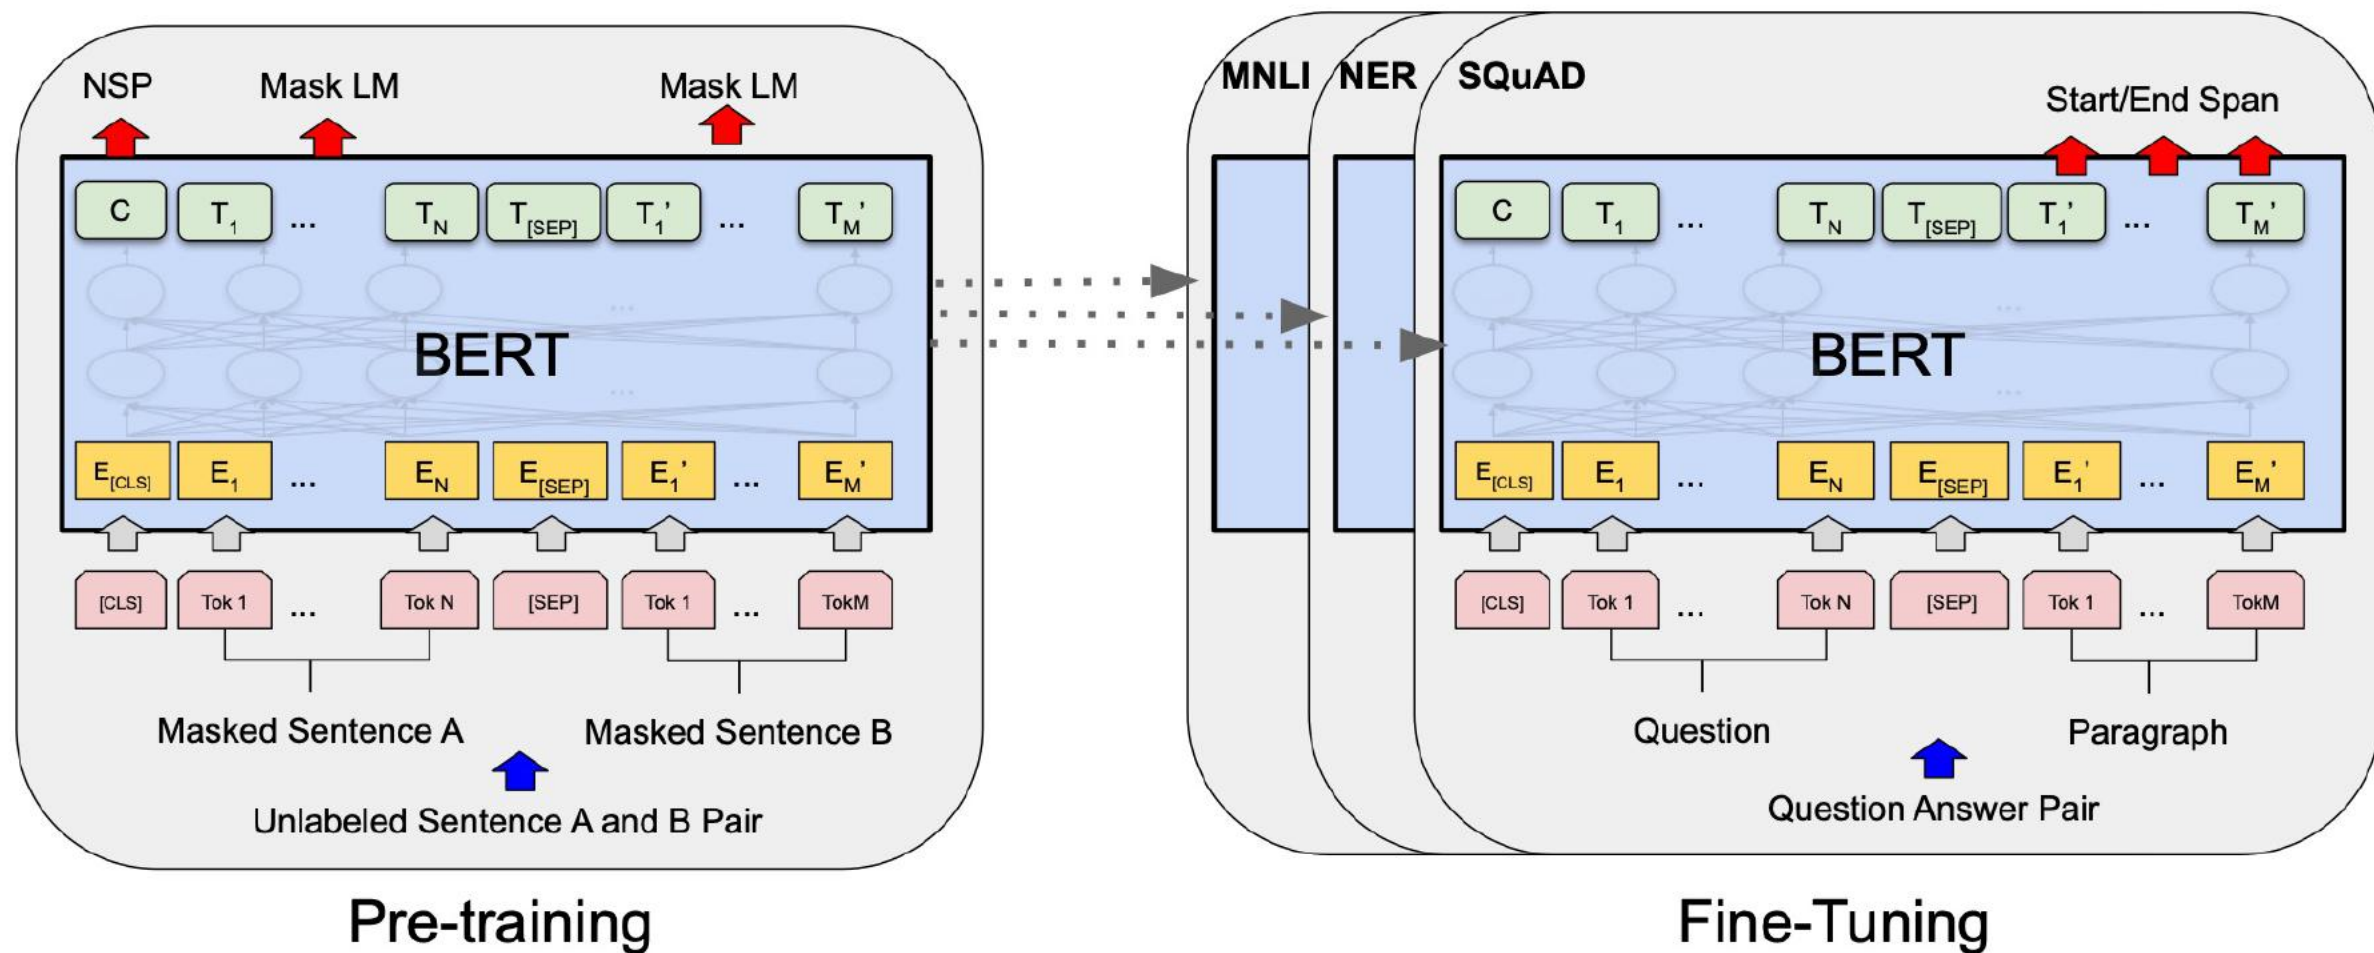 NSP Mask LM Mask LM
C T1 ... TN T[SEP] T1' ... TM'
...
BERT
...
E[CLS] E1 ... EN E[SEP] E1' ... EM'
[CLS] Tok 1 ... Tok N [SEP] Tok 1 ... TokM
Masked Sentence A Masked Sentence B
Unlabeled Sentence A and B Pair
Pre-training
MNLI NER SQuAD
Start/End Span
C T1 ... TN T[SEP] T1' ... TM'
...
BERT
...
E[CLS] E1 ... EN E[SEP] E1' ... EM'
[CLS] Tok 1 ... Tok N [SEP] Tok 1 ... TokM
Question Paragraph
Question Answer Pair
Fine-Tuning